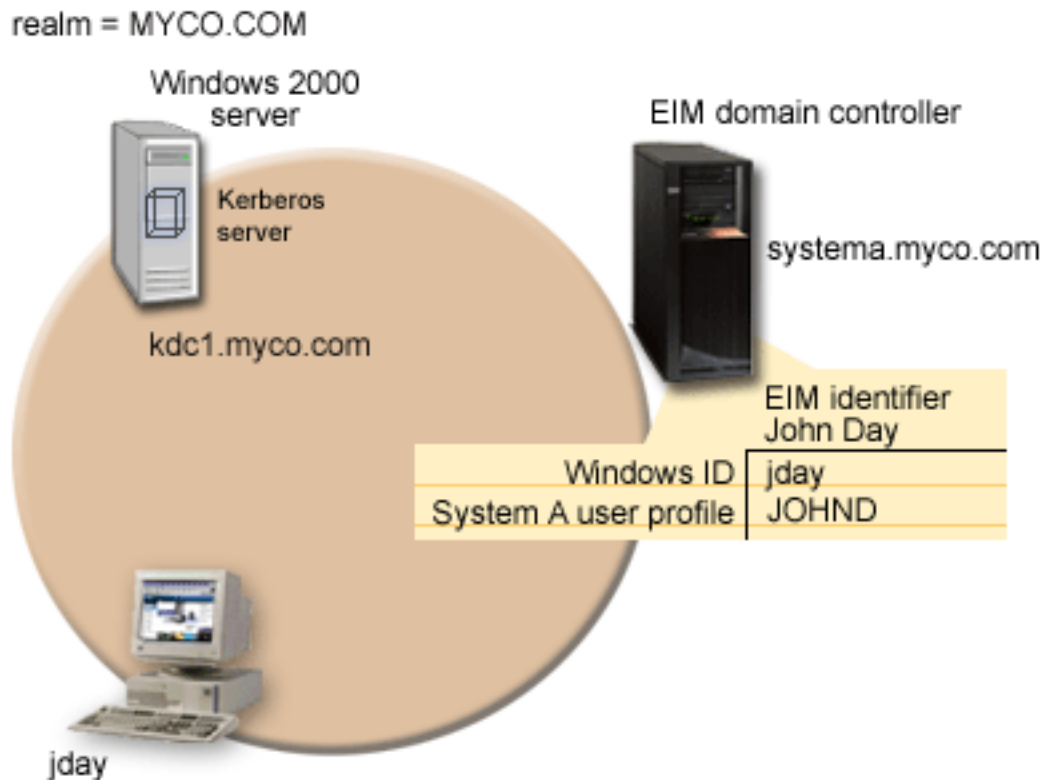 realm = MYCO.COM
Windows 2000
server
EIM domain controller
Kerberos
server
systema.myco.com
kdc1.myco.com
EIM identifier
John Day
Windows ID jday
System A user profile JOHND
jday